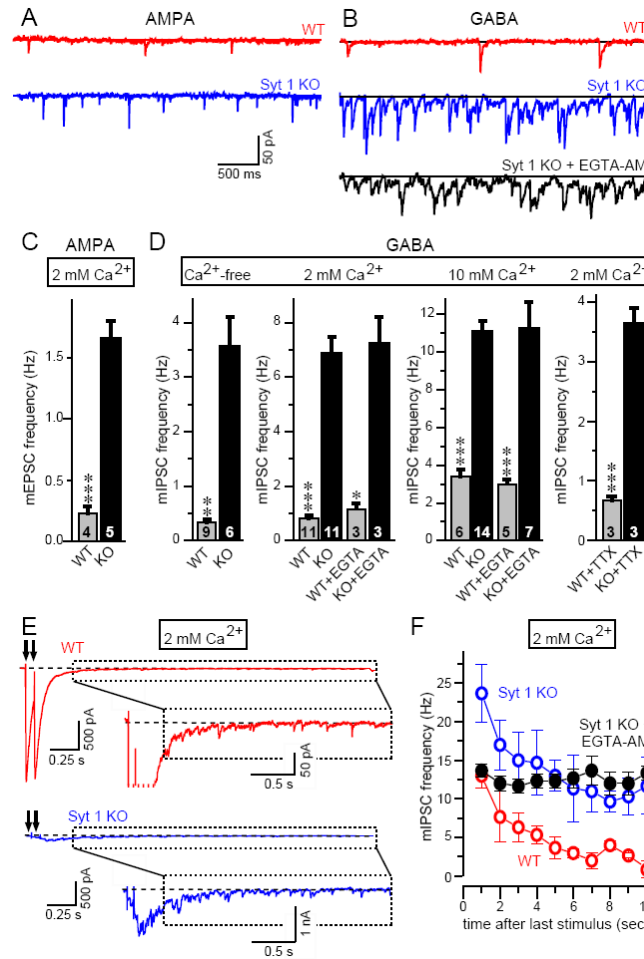 A AMPA
WT
Syt 1 KO
50 pA
500 ms
B GABA
WT
Syt 1 KO
Syt 1 + EGTA-AM
C AMPA
2 mM Ca2+
mEPSC frequency (Hz)
1.5
1.0
0.5
0.0
***
4 5
WT KO
D GABA
Ca2+-free
mIPSC frequency (Hz)
4
2
0
**
9 6
WT KO
2 mM Ca2+
mIPSC frequency (Hz)
8
6
4
2
0
*** *
11 11 3 3
WT KO WT+EGTA KO+EGTA
10 mM Ca2+
mIPSC frequency (Hz)
12
10
8
6
4
2
0
*** ***
6 14 5 7
WT KO WT+EGTA KO+EGTA
2 mM Ca2
mIPSC frequency (Hz)
4
3
2
1
0
***
3 3
WT+TTX KO+TTX
E 2 mM Ca2+
WT
500 pA
0.25 s
50 pA
0.5 s
Syt 1 KO
500 pA
0.25 s
1 nA
0.5 s
F 2 mM Ca2+
mIPSC frequency (Hz)
25
20
15
10
5
0
Syt 1 KO
Syt 1 KO
EGTA-AM
WT
0 2 4 6 8 1
time after last stimulus (sec